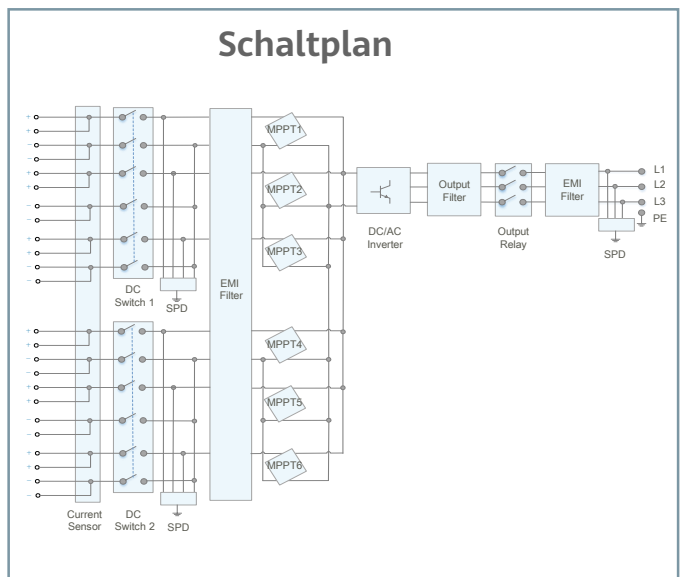 Schaltplan
+
+
−
−
+
+
−
−
+
+
−
−
DC
Switch 1
SPD
+
+
−
−
+
+
−
−
+
+
−
−
Current
Sensor
DC
Switch 2
SPD
EMI
Filter
MPPT1
MPPT2
MPPT3
MPPT4
MPPT5
MPPT6
DC/AC
Inverter
Output
Filter
Output
Relay
EMI
Filter
L1
L2
L3
PE
SPD